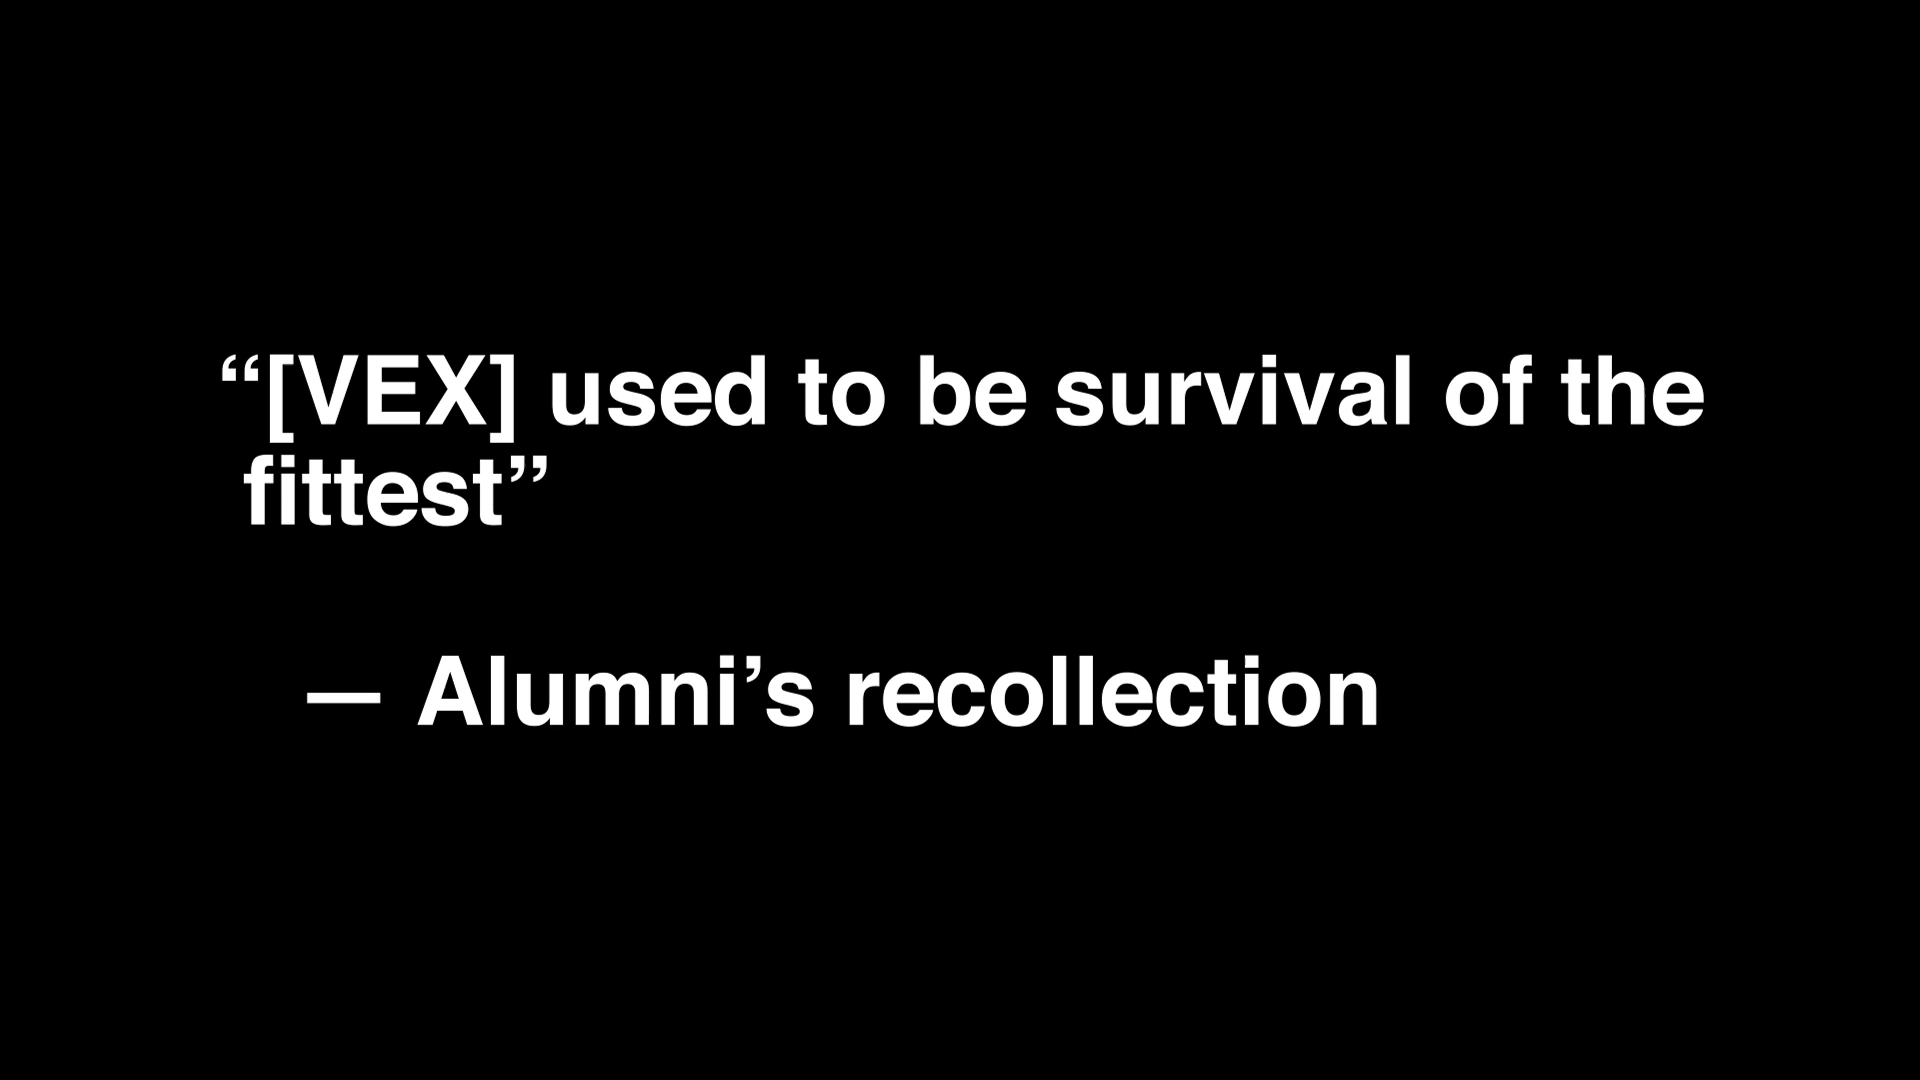 “[VEX] used to be survival of the
fittest”
— Alumni’s recollection